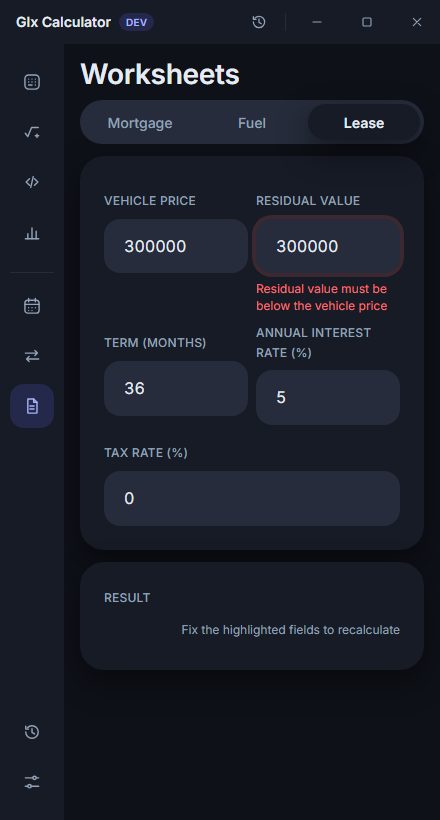 Glx Calculator DEV
Worksheets
Mortgage Fuel Lease
VEHICLE PRICE
300000
RESIDUAL VALUE
300000
Residual value must be
below the vehicle price
TERM (MONTHS)
36
ANNUAL INTEREST
RATE (%)
5
TAX RATE (%)
0
RESULT
Fix the highlighted fields to recalculate